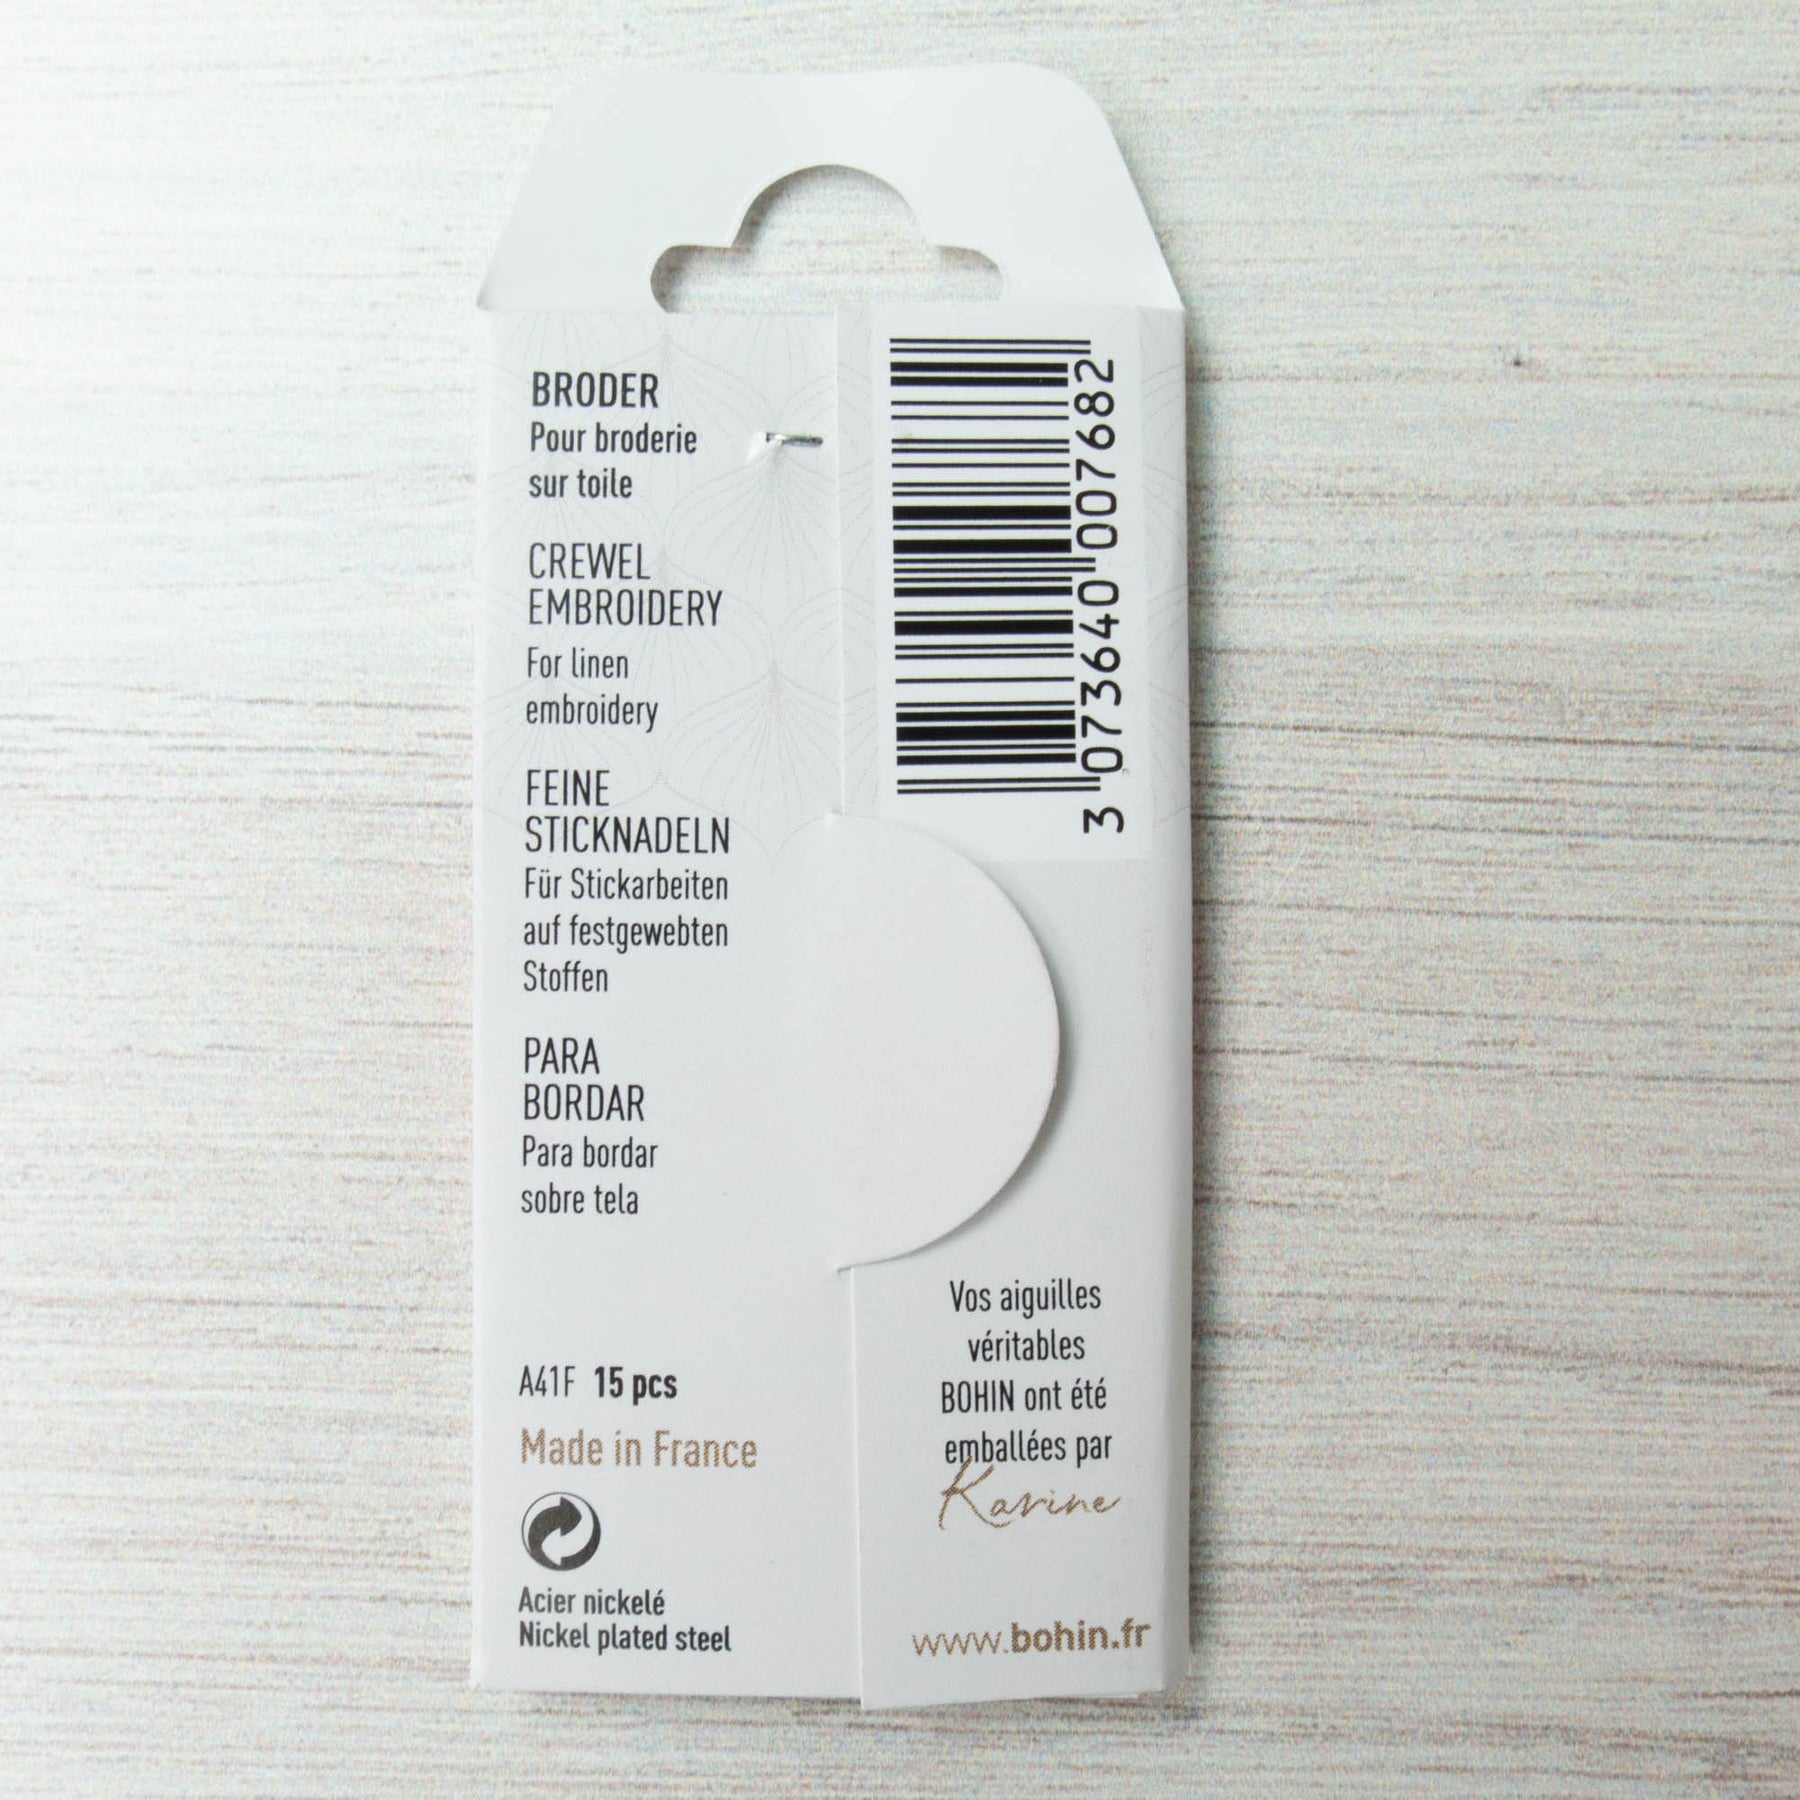 BRODER
Pour broderie
sur toile
CREWEL
EMBROIDERY
For linen
embroidery
FEINE
STICKNADELN
Für Stickarbeiten
auf festgewebten
Stoffen
PARA
BORDAR
Para bordar
sobre tela
A41F 15 pcs
Made in France
Acier nickelé
Nickel plated steel
3 073640 007682
Vos aiguilles
véritables
BOHIN ont été
emballées par
Karine
www.bohin.fr